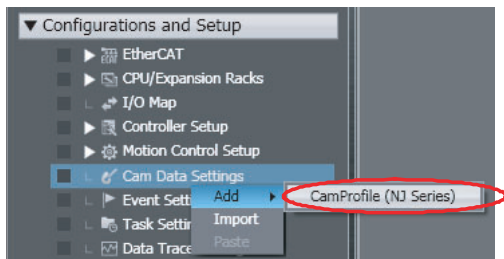 Configurations and Setup
EtherCAT
CPU/Expansion Racks
I/O Map
Controller Setup
Motion Control Setup
Cam Data Settings
Event Setti
Add
CamProfile (NJ Series)
Import
Task Settin
Paste
Data Trace